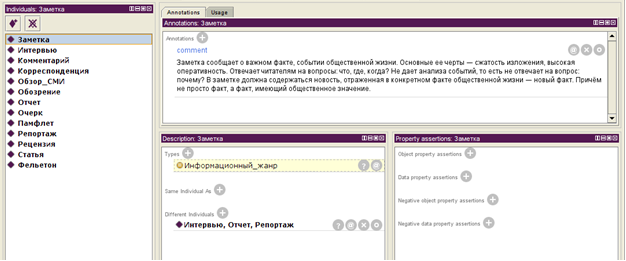 Individuals: Заметка
Заметка
Интервью
Комментарий
Корреспонденция
Обзор_СМИ
Обозрение
Отчет
Очерк
Памфлет
Репортаж
Рецензия
Статья
Фельетон
Annotations
Usage
Annotations: Заметка
Annotations
comment
Заметка сообщает о важном факте, событии общественной жизни. Основные ее черты — сжатость изложения, высокая
оперативность. Отвечает читателям на вопросы: что, где, когда? Не дает анализа событий, то есть не отвечает на вопрос:
почему? В заметке должна содержаться новость, отраженная в конкретном факте общественной жизни — новый факт. Причём
не просто факт, а факт, имеющий общественное значение.
Description: Заметка
Types
Информационный_жанр
Same Individual As
Different Individuals
Интервью, Отчет, Репортаж
Property assertions: Заметка
Object property assertions
Data property assertions
Negative object property assertions
Negative data property assertions